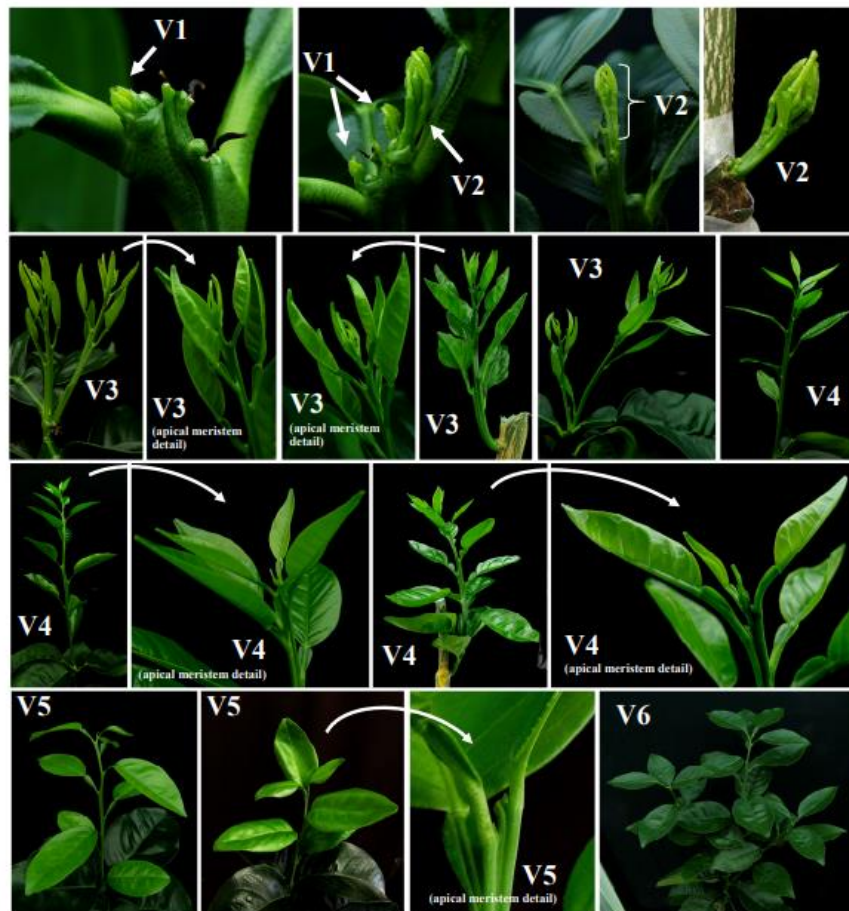 V1
V1
V2
V2
V2
V3
V3
(apical meristem
detail)
V3
(apical meristem
detail)
V3
V3
V4
V4
V4
(apical meristem detail)
V4
V4
(apical meristem detail)
V5
V5
V5
(apical meristem detail)
V6